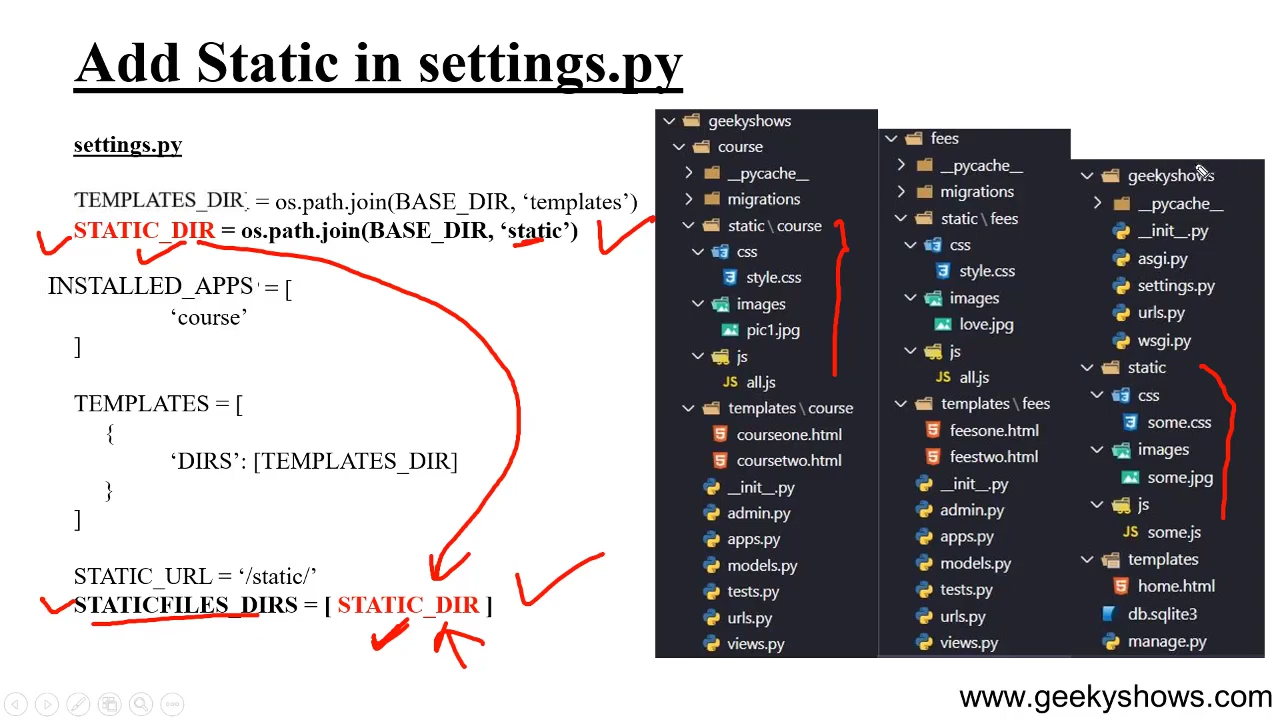 Add Static in settings.py
settings.py
TEMPLATES_DIR = os.path.join(BASE_DIR, ‘templates’)
STATIC_DIR = os.path.join(BASE_DIR, ‘static’)
INSTALLED_APPS = [
‘course’
]
TEMPLATES = [
{
‘DIRS’: [TEMPLATES_DIR]
}
]
STATIC_URL = ‘/static/’
STATICFILES_DIRS = [ STATIC_DIR ]
geekyshows
course
__pycache__
migrations
static \ course
css
style.css
images
pic1.jpg
js
JS all.js
templates \ course
courseone.html
coursetwo.html
__init__.py
admin.py
apps.py
models.py
tests.py
urls.py
views.py
fees
__pycache__
migrations
static \ fees
css
style.css
images
love.jpg
js
JS all.js
templates \ fees
feesone.html
feestwo.html
__init__.py
admin.py
apps.py
models.py
tests.py
urls.py
views.py
geekyshows
__pycache__
__init__.py
asgi.py
settings.py
urls.py
wsgi.py
static
css
some.css
images
some.jpg
js
JS some.js
templates
home.html
db.sqlite3
manage.py
www.geekyshows.com